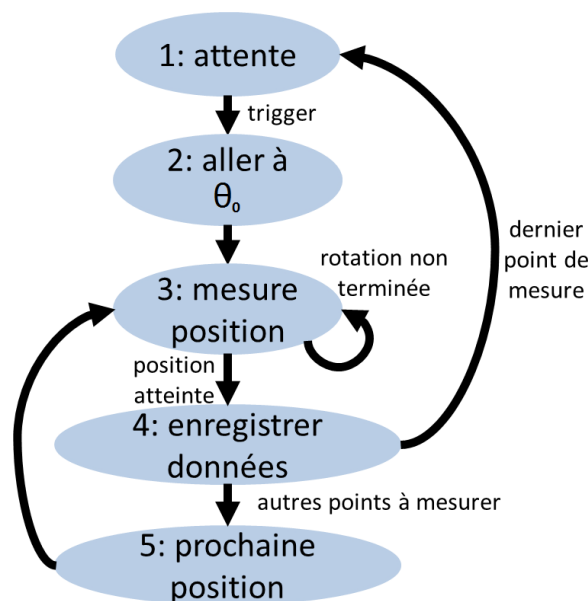 1: attente
trigger
2: aller à
θ₀
rotation non
terminée
dernier
point de
mesure
3: mesure
position
position
atteinte
4: enregistrer
données
autres points à mesurer
5: prochaine
position